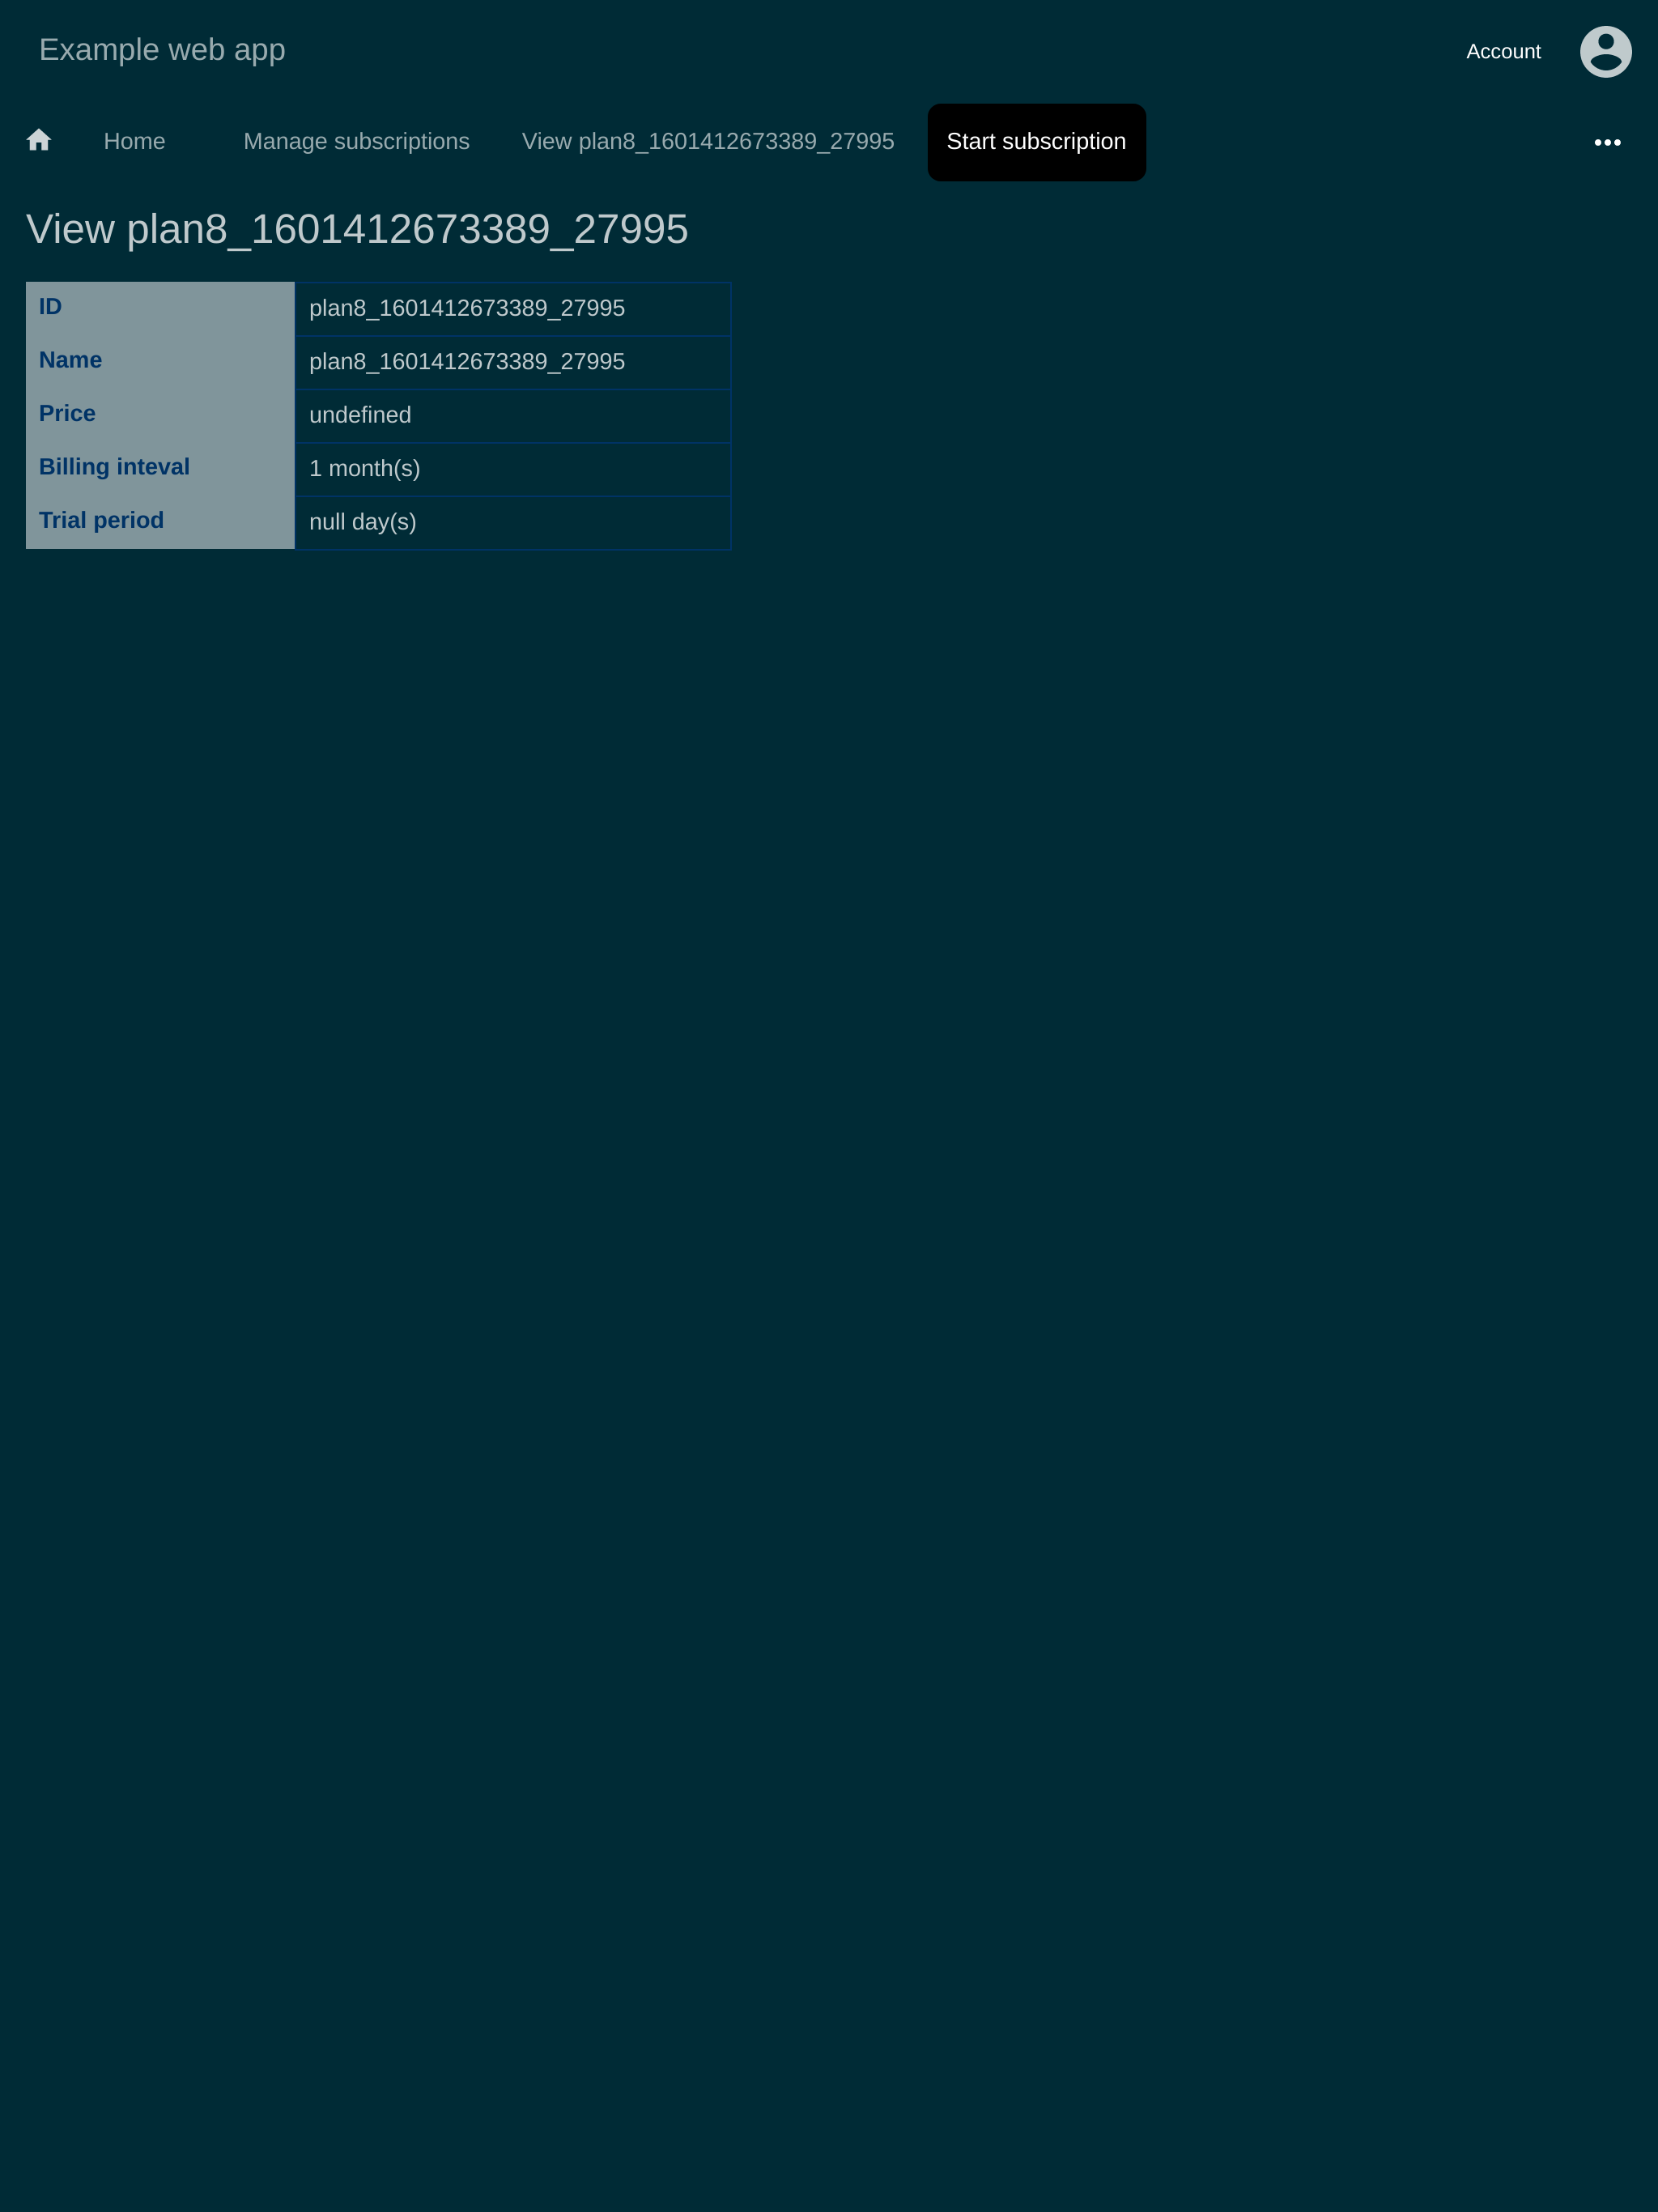 Example web app
Account
Home
Manage subscriptions
View plan8_1601412673389_27995
Start subscription
View plan8_1601412673389_27995
ID plan8_1601412673389_27995
Name plan8_1601412673389_27995
Price undefined
Billing inteval 1 month(s)
Trial period null day(s)